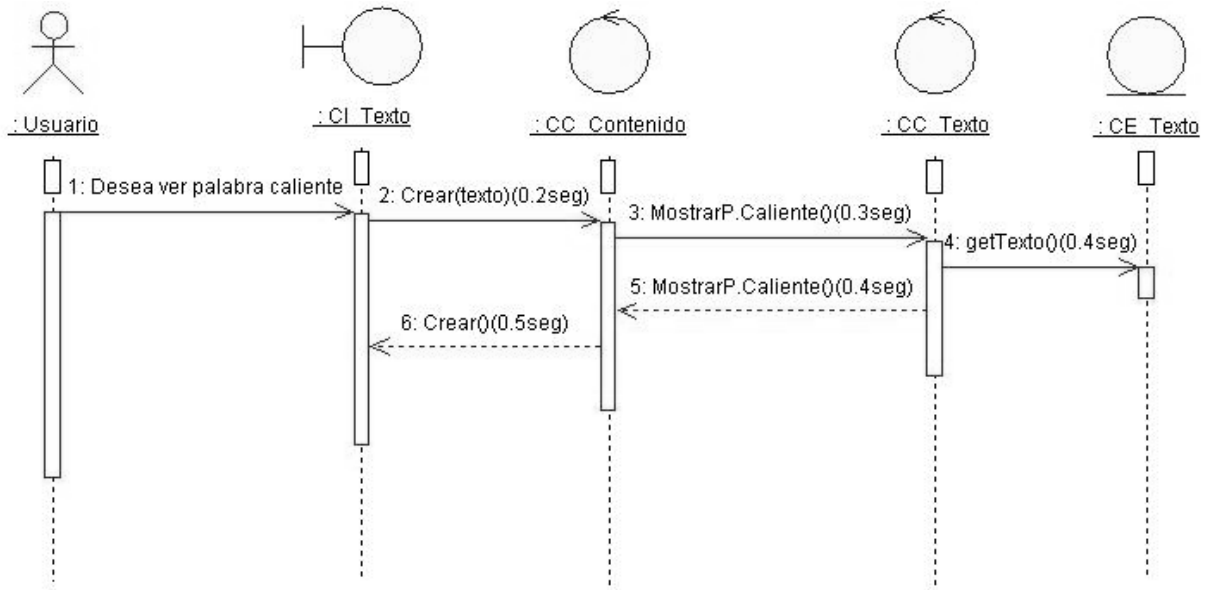 : Usuario
: CI_Texto
: CC_Contenido
: CC_Texto
: CE_Texto
1: Desea ver palabra caliente
2: Crear(texto)(0.2seg)
3: MostrarP.Caliente()(0.3seg)
4: getTexto()(0.4seg)
5: MostrarP.Caliente()(0.4seg)
6: Crear()(0.5seg)